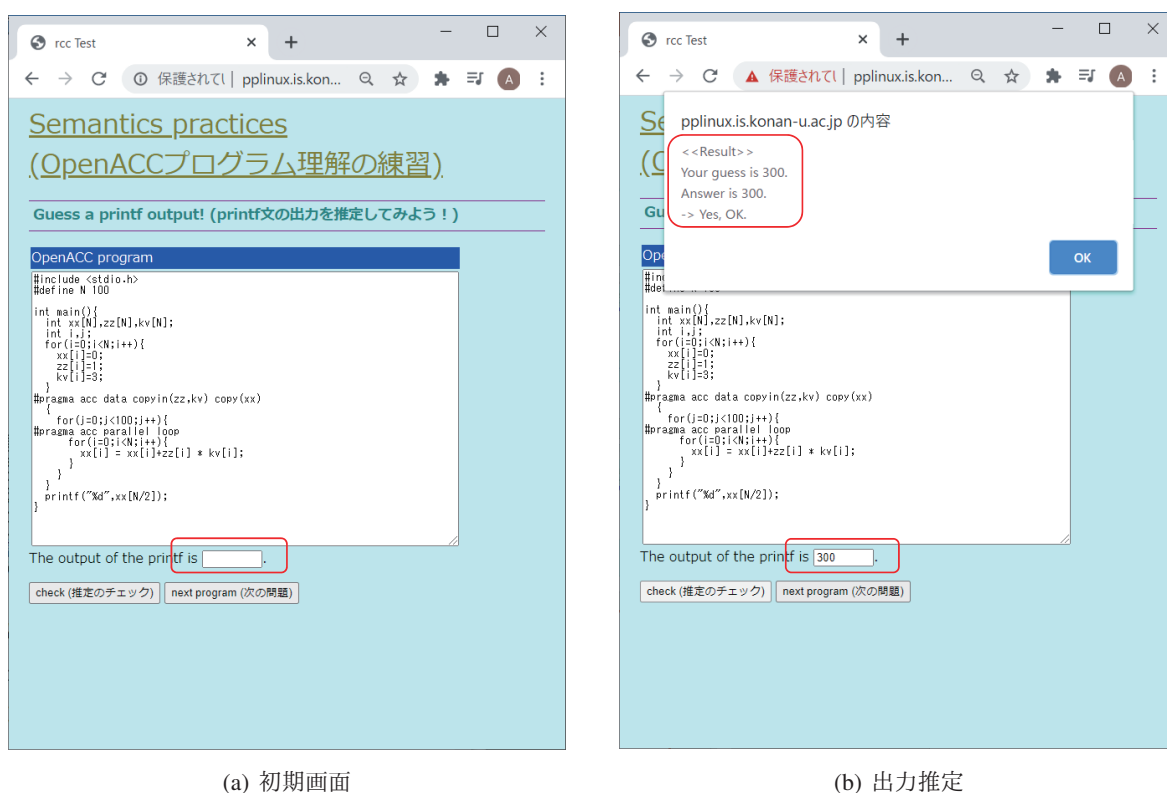 rcc Test
保護されてい | pplinux.is.konan...
A
Semantics practices
(OpenACCプログラム理解の練習)
Guess a printf output! (printf文の出力を推定してみよう！)
OpenACC program
#include <stdio.h>
#define N 100
int main(){
int xx[N],zz[N],kv[N];
int i,j;
for(i=0;i<N;i++){
xx[i]=0;
zz[i]=1;
kv[i]=3;
}
#pragma acc data copyin(zz,kv) copy(xx)
{
for(j=0;j<100;j++){
#pragma acc parallel loop
for(i=0;i<N;i++){
xx[i] = xx[i]+zz[i] * kv[i];
}
}
}
printf("%d",xx[N/2]);
}
The output of the printf is .
check (推定のチェック)
next program (次の問題)
(a) 初期画面
rcc Test
保護されてい | pplinux.is.kon...
A
Se
(O
pplinux.is.konan-u.ac.jp の内容
<<Result>>
Your guess is 300.
Answer is 300.
-> Yes, OK.
OK
Gu
Ope
#inc
#define N 100
int main(){
int xx[N],zz[N],kv[N];
int i,j;
for(i=0;i<N;i++){
xx[i]=0;
zz[i]=1;
kv[i]=3;
}
#pragma acc data copyin(zz,kv) copy(xx)
{
for(j=0;j<100;j++){
#pragma acc parallel loop
for(i=0;i<N;i++){
xx[i] = xx[i]+zz[i] * kv[i];
}
}
}
printf("%d",xx[N/2]);
}
The output of the printf is 300 .
check (推定のチェック)
next program (次の問題)
(b) 出力推定